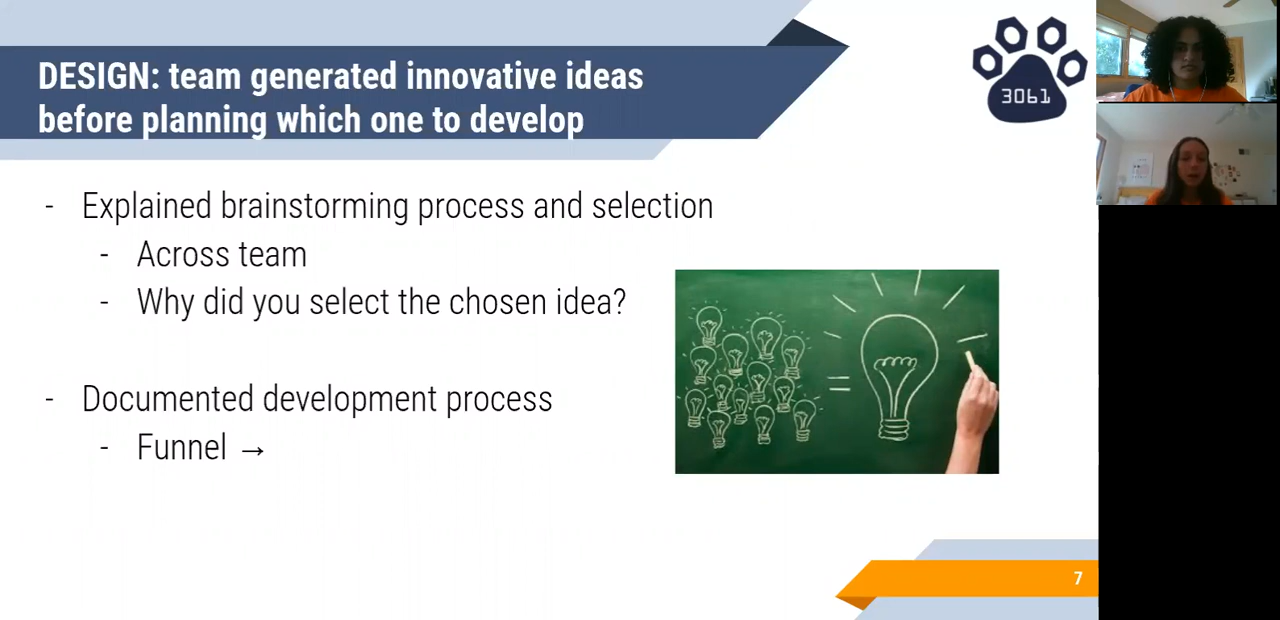 DESIGN: team generated innovative ideas
before planning which one to develop
3061
- Explained brainstorming process and selection
- Across team
- Why did you select the chosen idea?
=
- Documented development process
- Funnel →
7